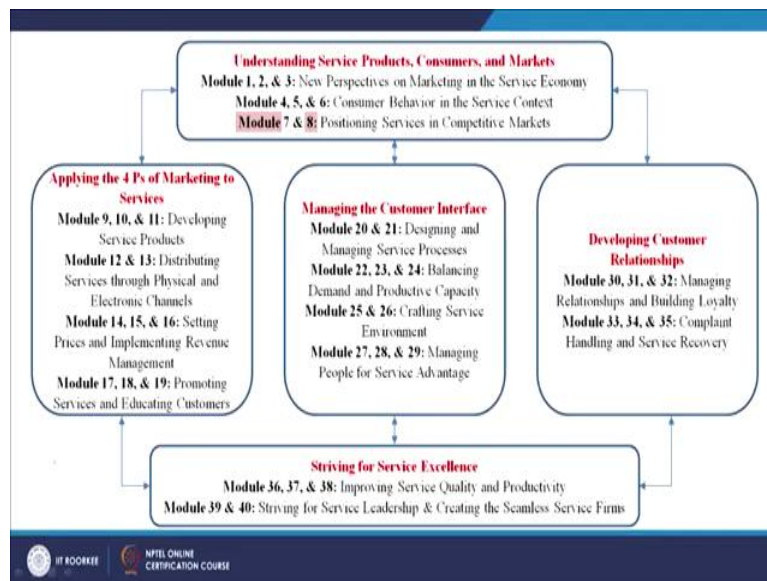 Understanding Service Products, Consumers, and Markets
Module 1, 2, & 3: New Perspectives on Marketing in the Service Economy
Module 4, 5, & 6: Consumer Behavior in the Service Context
Module 7 & 8: Positioning Services in Competitive Markets
Applying the 4 Ps of Marketing to
Services
Module 9, 10, & 11: Developing
Service Products
Module 12 & 13: Distributing
Services through Physical and
Electronic Channels
Module 14, 15, & 16: Setting
Prices and Implementing Revenue
Management
Module 17, 18, & 19: Promoting
Services and Educating Customers
Managing the Customer Interface
Module 20 & 21: Designing and
Managing Service Processes
Module 22, 23, & 24: Balancing
Demand and Productive Capacity
Module 25 & 26: Crafting Service
Environment
Module 27, 28, & 29: Managing
People for Service Advantage
Developing Customer
Relationships
Module 30, 31, & 32: Managing
Relationships and Building Loyalty
Module 33, 34, & 35: Complaint
Handling and Service Recovery
Striving for Service Excellence
Module 36, 37, & 38: Improving Service Quality and Productivity
Module 39 & 40: Striving for Service Leadership & Creating the Seamless Service Firms
IIT ROORKEE
NPTEL ONLINE
CERTIFICATION COURSE